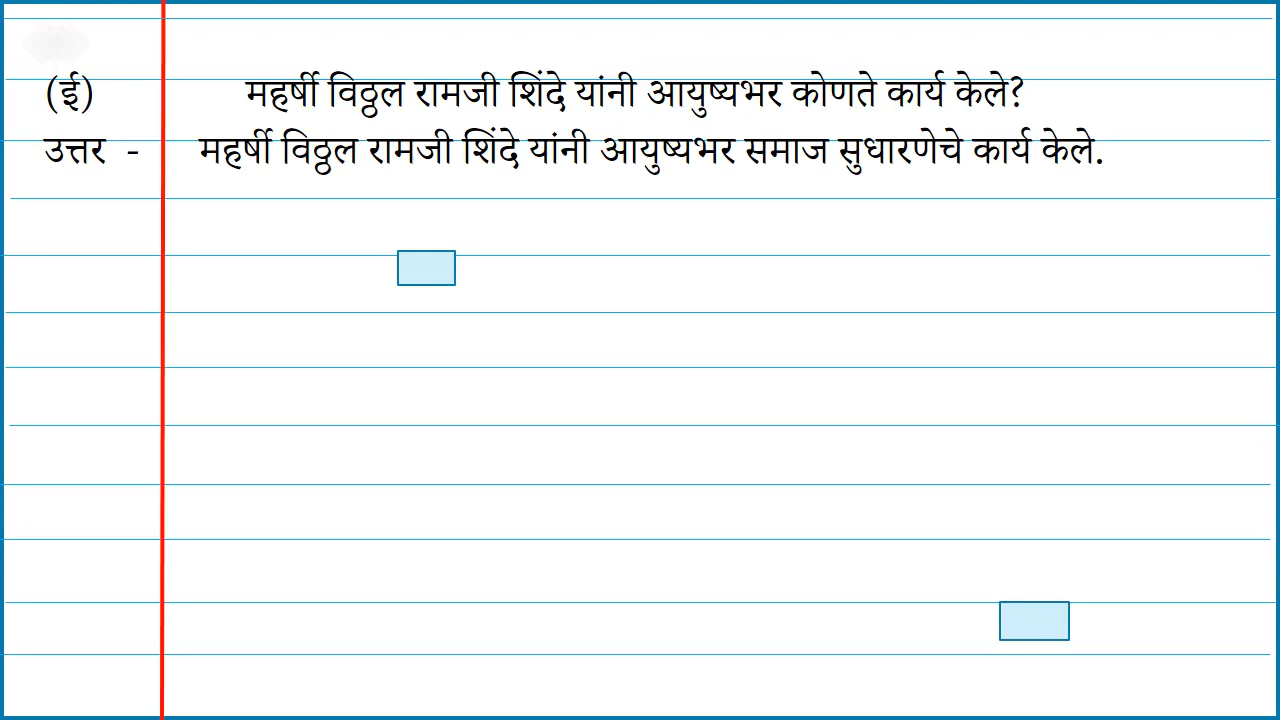 (ई) महर्षी विठ्ठल रामजी शिंदे यांनी आयुष्यभर कोणते कार्य केले?
उत्तर - महर्षी विठ्ठल रामजी शिंदे यांनी आयुष्यभर समाज सुधारणेचे कार्य केले.